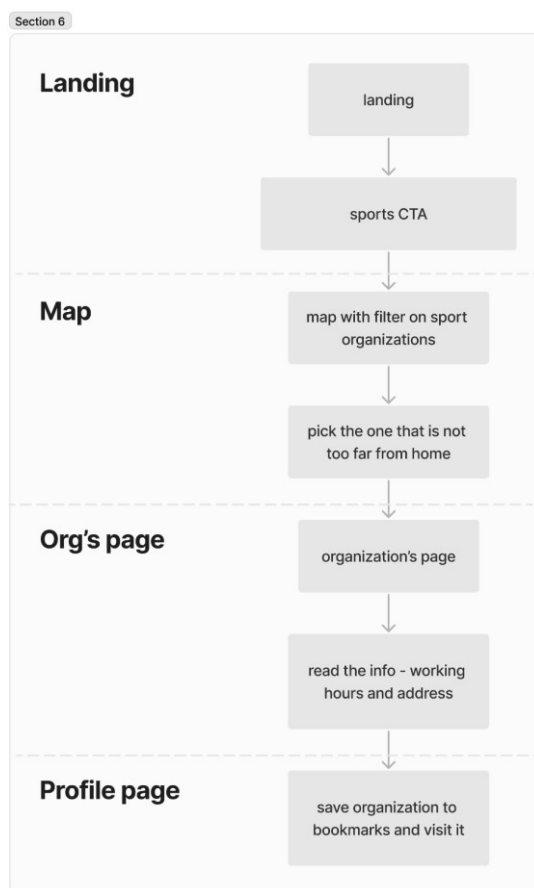 Section 6
Landing
landing
sports CTA
Map
map with filter on sport
organizations
pick the one that is not
too far from home
Org’s page
organization’s page
read the info - working
hours and address
Profile page
save organization to
bookmarks and visit it